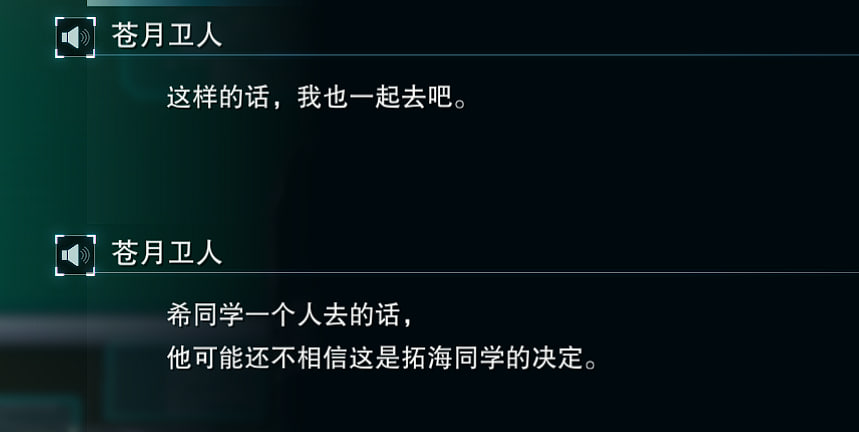 苍月卫人
这样的话，我也一起去吧。
苍月卫人
希同学一个人去的话，
他可能还不相信这是拓海同学的决定。